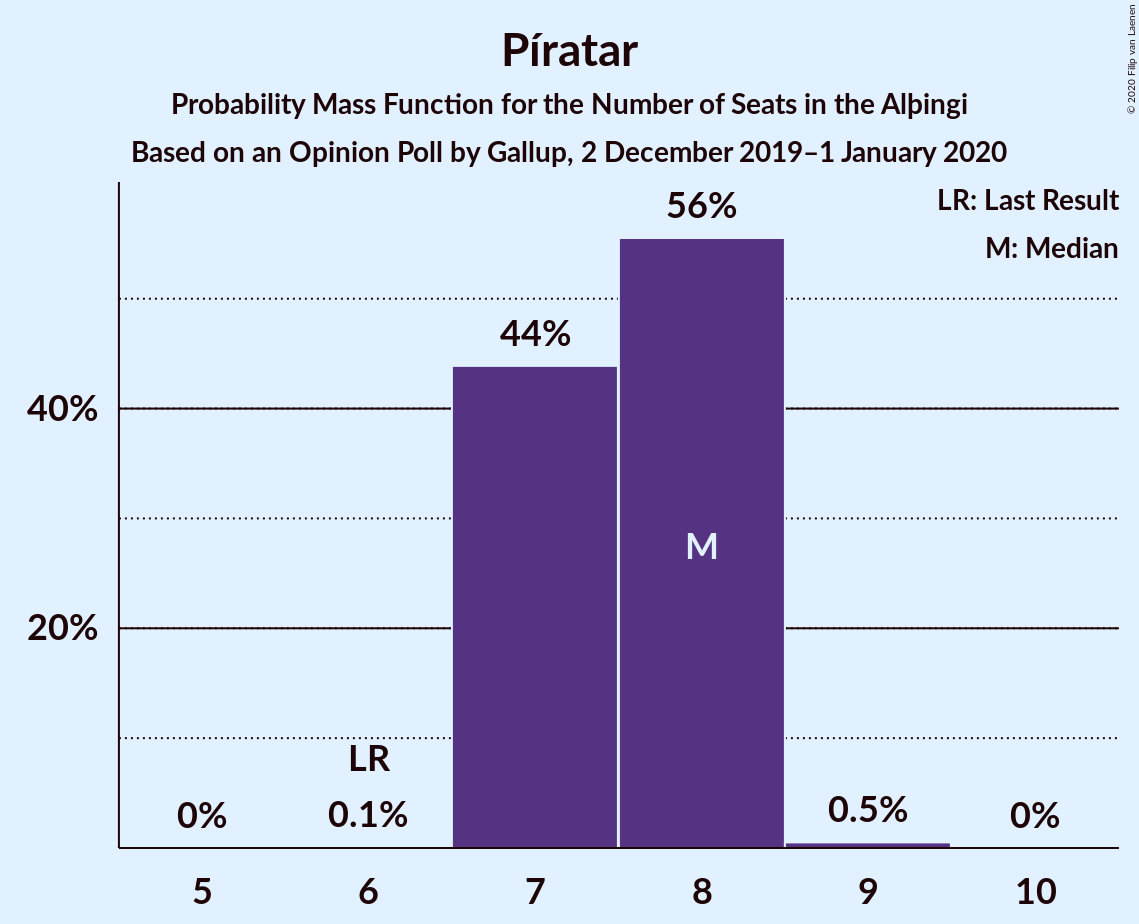 Píratar
Probability Mass Function for the Number of Seats in the Alþingi
Based on an Opinion Poll by Gallup, 2 December 2019–1 January 2020
© 2020 Filip van Laenen
LR: Last Result
M: Median
56%
44%
40%
M
20%
LR
0%
0.1%
0.5%
0%
5
6
7
8
9
10